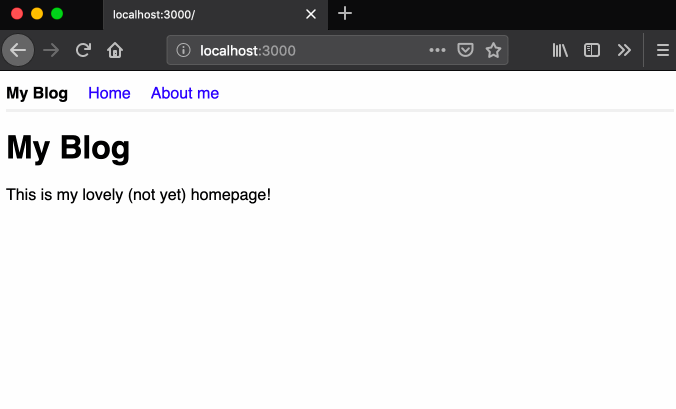 localhost:3000/
localhost:3000
My Blog Home About me
My Blog
This is my lovely (not yet) homepage!